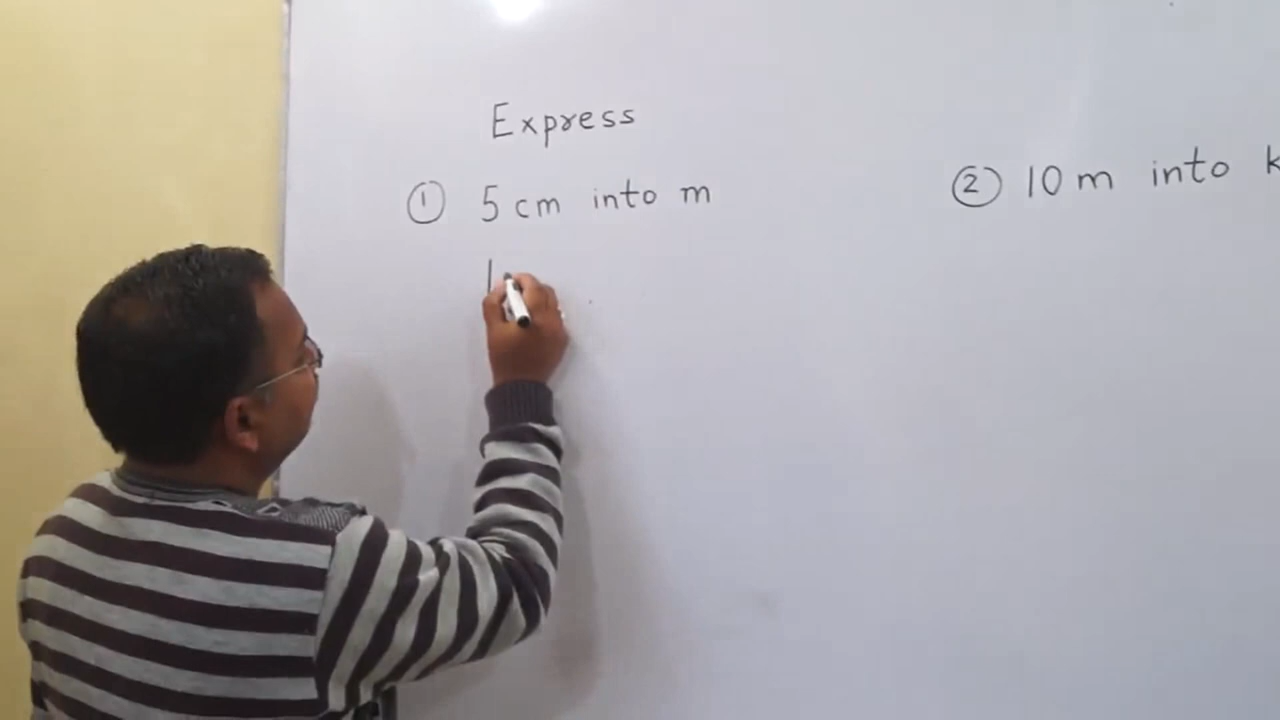 Express
① 5 cm into m
② 10 m into k
|